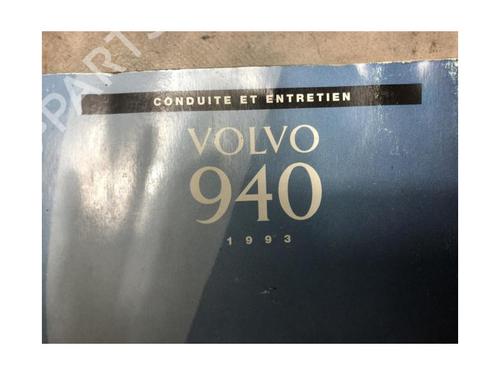 CONDUITE ET ENTRETIEN
VOLVO
940
1993